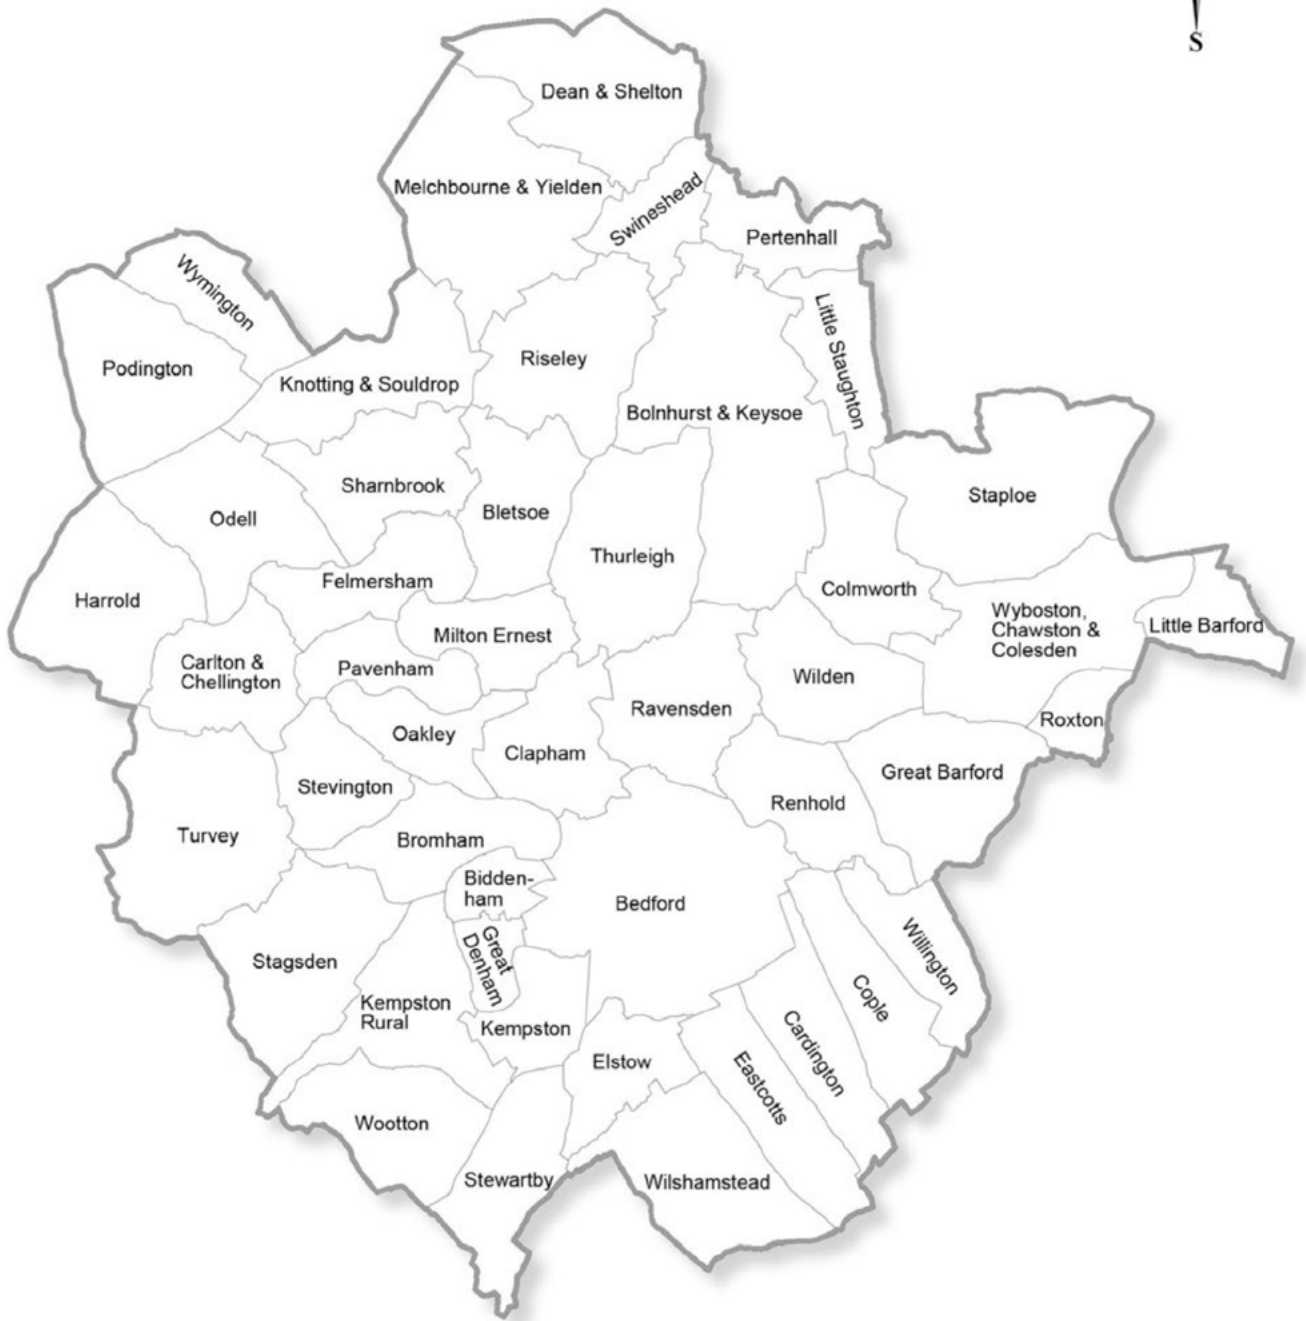 S
Dean & Shelton
Melchbourne & Yielden
Swineshead
Pertenhall
Wymington
Podington
Little Staughton
Riseley
Knotting & Souldrop
Bolnhurst & Keysoe
Sharnbrook
Staploe
Odell
Bletsoe
Thurleigh
Felmersham
Colmworth
Harrold
Wyboston,
Chawston &
Colesden
Little Barford
Milton Ernest
Carlton &
Chellington
Pavenham
Wilden
Ravensden
Roxton
Oakley
Clapham
Great Barford
Stevington
Renhold
Turvey
Bromham
Bidden-
ham
Bedford
Great
Denham
Willington
Stagsden
Cople
Kempston
Rural
Kempston
Cardington
Elstow
Eastcotts
Wootton
Stewartby
Wilshamstead